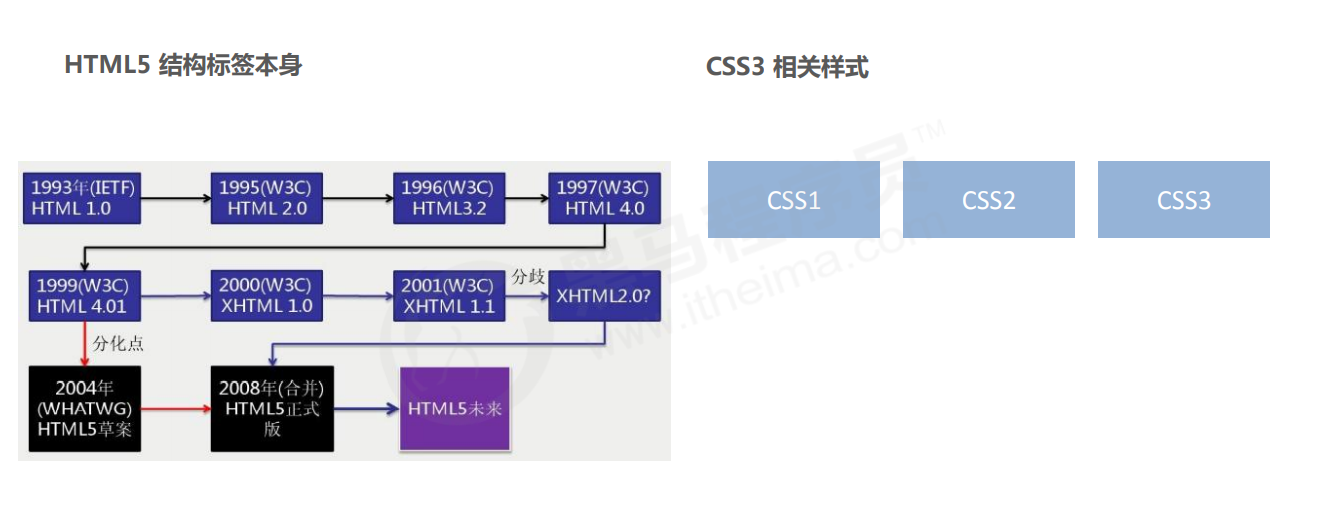 HTML5 结构标签本身
CSS3 相关样式
1993年(IETF)
HTML 1.0
1995(W3C)
HTML 2.0
1996(W3C)
HTML3.2
1997(W3C)
HTML 4.0
CSS1
CSS2
CSS3
1999(W3C)
HTML 4.01
2000(W3C)
XHTML 1.0
2001(W3C)
XHTML 1.1
分歧
XHTML2.0?
分化点
2004年
(WHATWG)
HTML5草案
2008年(合并)
HTML5正式
版
HTML5未来
黑马程序员™
www.itheima.com